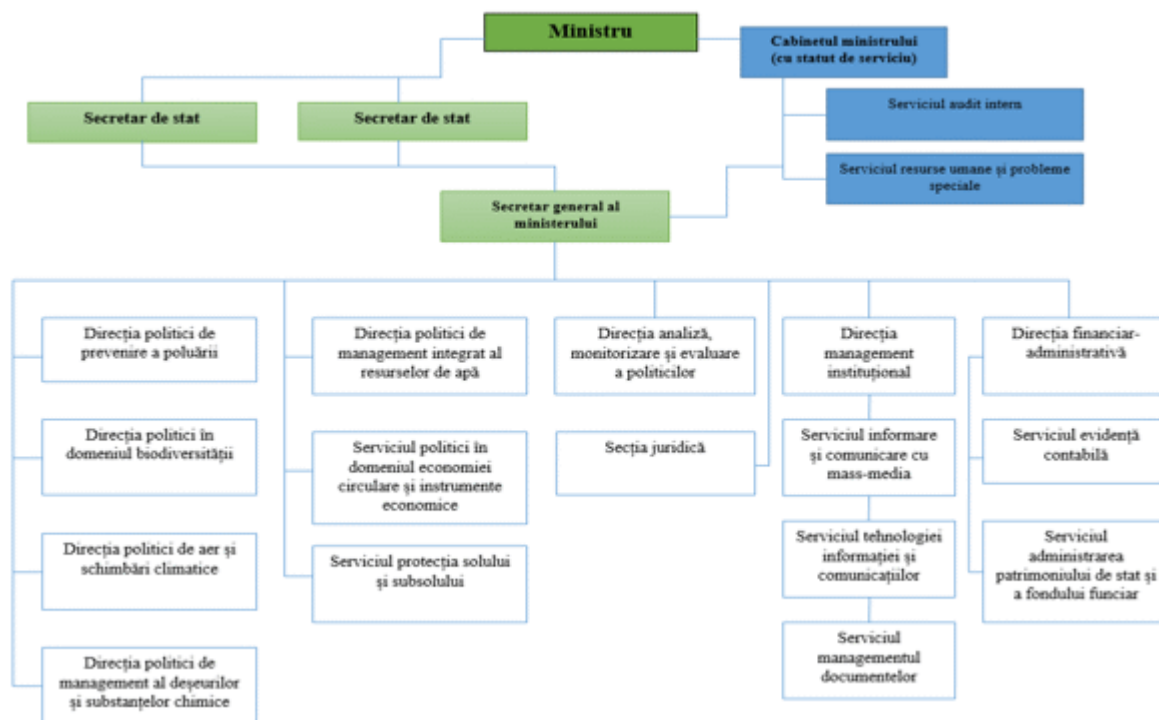 Ministru
Cabinetul ministrului
(cu statut de serviciu)
Serviciul audit intern
Secretar de stat
Secretar de stat
Serviciul resurse umane și probleme
speciale
Secretar general al
ministerului
Direcția politici de
prevenire a poluării
Direcția politici în
domeniul biodiversității
Direcția politici de aer și
schimbări climatice
Direcția politici de
management al deșeurilor
și substanțelor chimice
Direcția politici de
management integrat al
resurselor de apă
Serviciul politici în
domeniul economiei
circulare și instrumente
economice
Serviciul protecția solului
și subsolului
Direcția analiză,
monitorizare și evaluare
a politicilor
Secția juridică
Direcția
management
instituțional
Serviciul informare
și comunicare cu
mass-media
Serviciul tehnologiei
informației și
comunicațiilor
Serviciul
managementul
documentelor
Direcția financiar-
administrativă
Serviciul evidență
contabilă
Serviciul
administrarea
patrimoniului de stat și
a fondului funciar